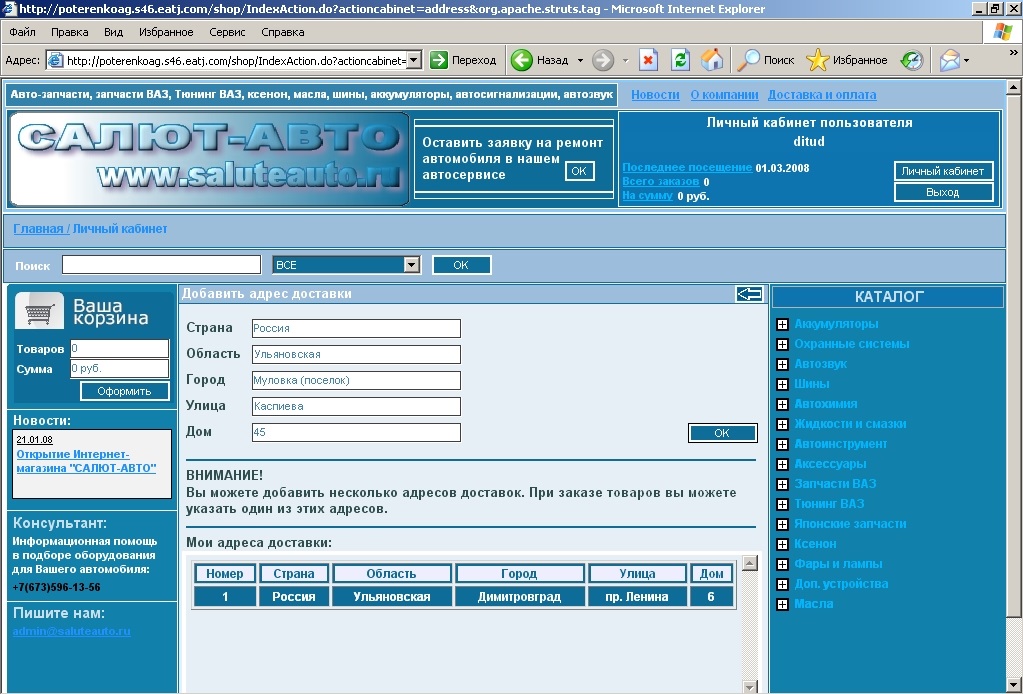 http://poterenkoag.s46.eatj.com/shop/IndexAction.do?actioncabinet=address&org.apache.struts.tag - Microsoft Internet Explorer
Файл Правка Вид Избранное Сервис Справка
Адрес: http://poterenkoag.s46.eatj.com/shop/IndexAction.do?actioncabinet= Переход Назад Поиск Избранное
Авто-запчасти, запчасти ВАЗ, Тюнинг ВАЗ, ксенон, масла, шины, аккумуляторы, автосигнализации, автозвук
Новости О компании Доставка и оплата
САЛЮТ-АВТО
www.saluteauto.ru
Оставить заявку на ремонт
автомобиля в нашем
автосервисе OK
Личный кабинет пользователя
ditud
Последнее посещение 01.03.2008
Всего заказов 0
На сумму 0 руб.
Личный кабинет
Выход
Главная / Личный кабинет
Поиск ВСЕ OK
Ваша
корзина
Товаров 0
Сумма 0 руб.
Оформить
Новости:
21.01.08
Открытие Интернет-
магазина "САЛЮТ-АВТО"
Консультант:
Информационная помощь
в подборе оборудования
для Вашего автомобиля:
+7(673)596-13-56
Пишите нам:
admin@saluteauto.ru
Добавить адрес доставки
Страна Россия
Область Ульяновская
Город Муловка (поселок)
Улица Каспиева
Дом 45
OK
ВНИМАНИЕ!
Вы можете добавить несколько адресов доставок. При заказе товаров вы можете
указать один из этих адресов.
Мои адреса доставки:
Номер Страна Область Город Улица Дом
1 Россия Ульяновская Димитровград пр. Ленина 6
КАТАЛОГ
Аккумуляторы
Охранные системы
Автозвук
Шины
Автохимия
Жидкости и смазки
Автоинструмент
Аксессуары
Запчасти ВАЗ
Тюнинг ВАЗ
Японские запчасти
Ксенон
Фары и лампы
Доп. устройства
Масла